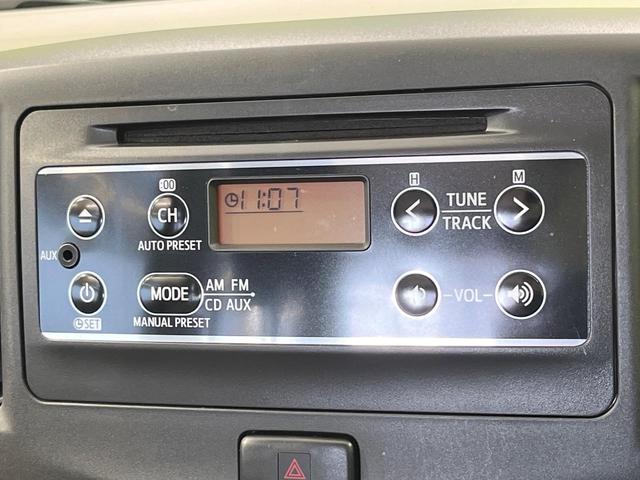 :00
H
M
11:07
CH
TUNE
TRACK
AUTO PRESET
AUX
MODE
AM FM
CD AUX
VOL
SET
MANUAL PRESET